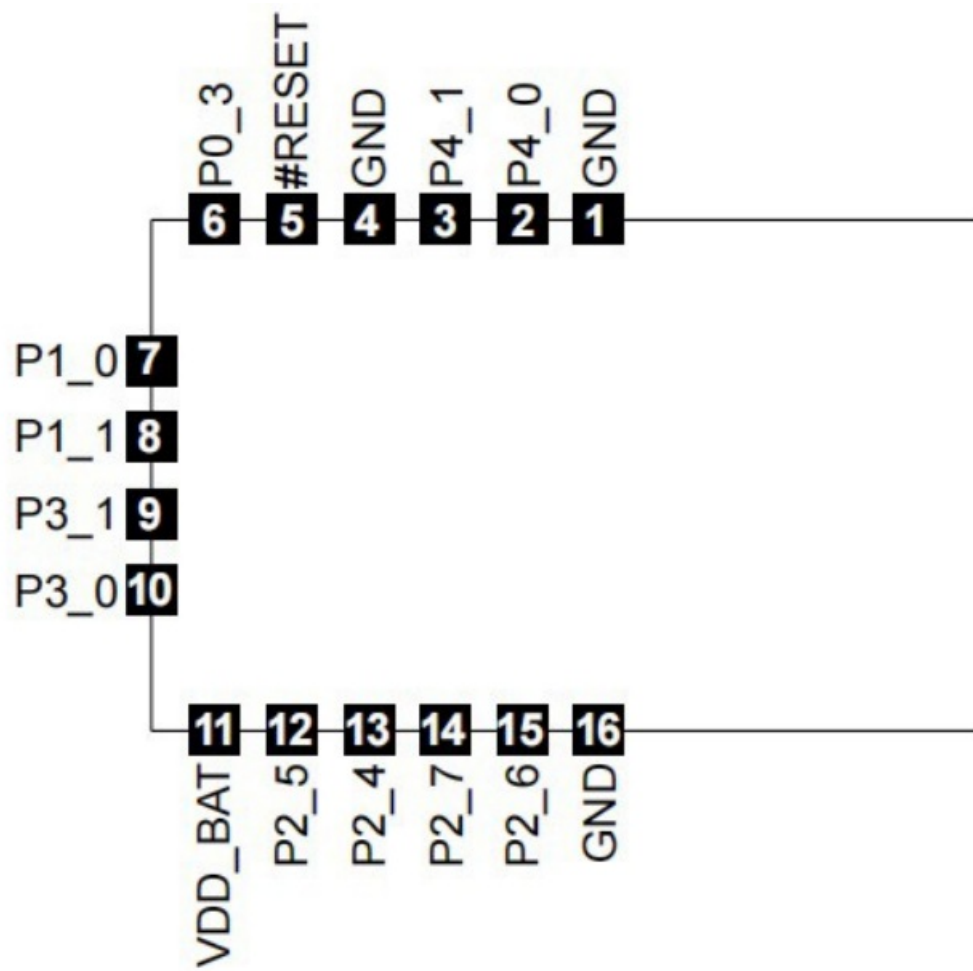 P0_3
#RESET
GND
P4_1
P4_0
GND
6
5
4
3
2
1
P1_0 7
P1_1 8
P3_1 9
P3_0 10
11
12
13
14
15
16
VDD_BAT
P2_5
P2_4
P2_7
P2_6
GND